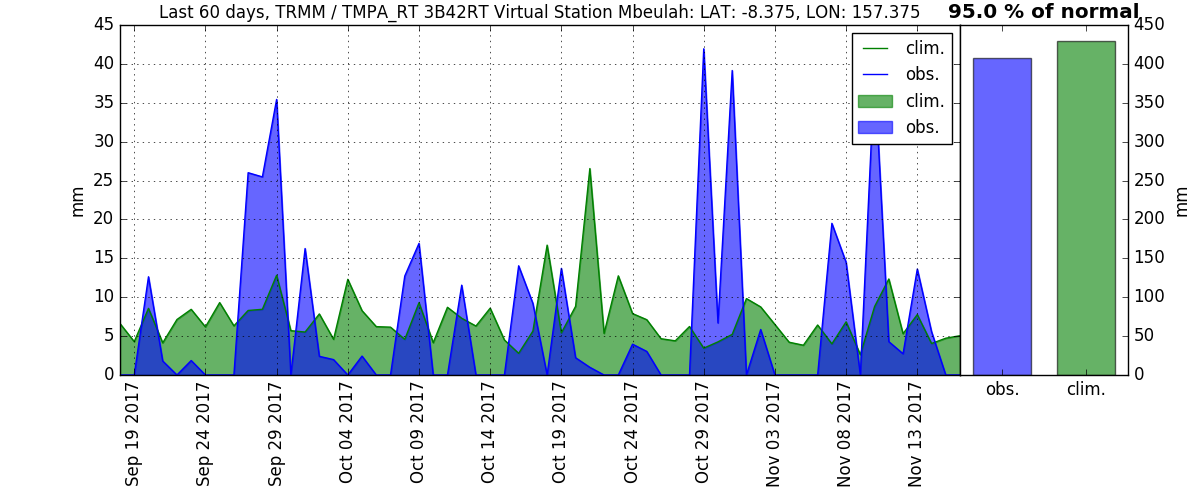 Last 60 days, TRMM / TMPA_RT 3B42RT Virtual Station Mbeulah: LAT: -8.375, LON: 157.375
95.0 % of normal
45
40
35
30
25
20
15
10
5
0
mm
clim.
obs.
clim.
obs.
Sep 19 2017
Sep 24 2017
Sep 29 2017
Oct 04 2017
Oct 09 2017
Oct 14 2017
Oct 19 2017
Oct 24 2017
Oct 29 2017
Nov 03 2017
Nov 08 2017
Nov 13 2017
450
400
350
300
250
200
150
100
50
0
mm
obs.
clim.